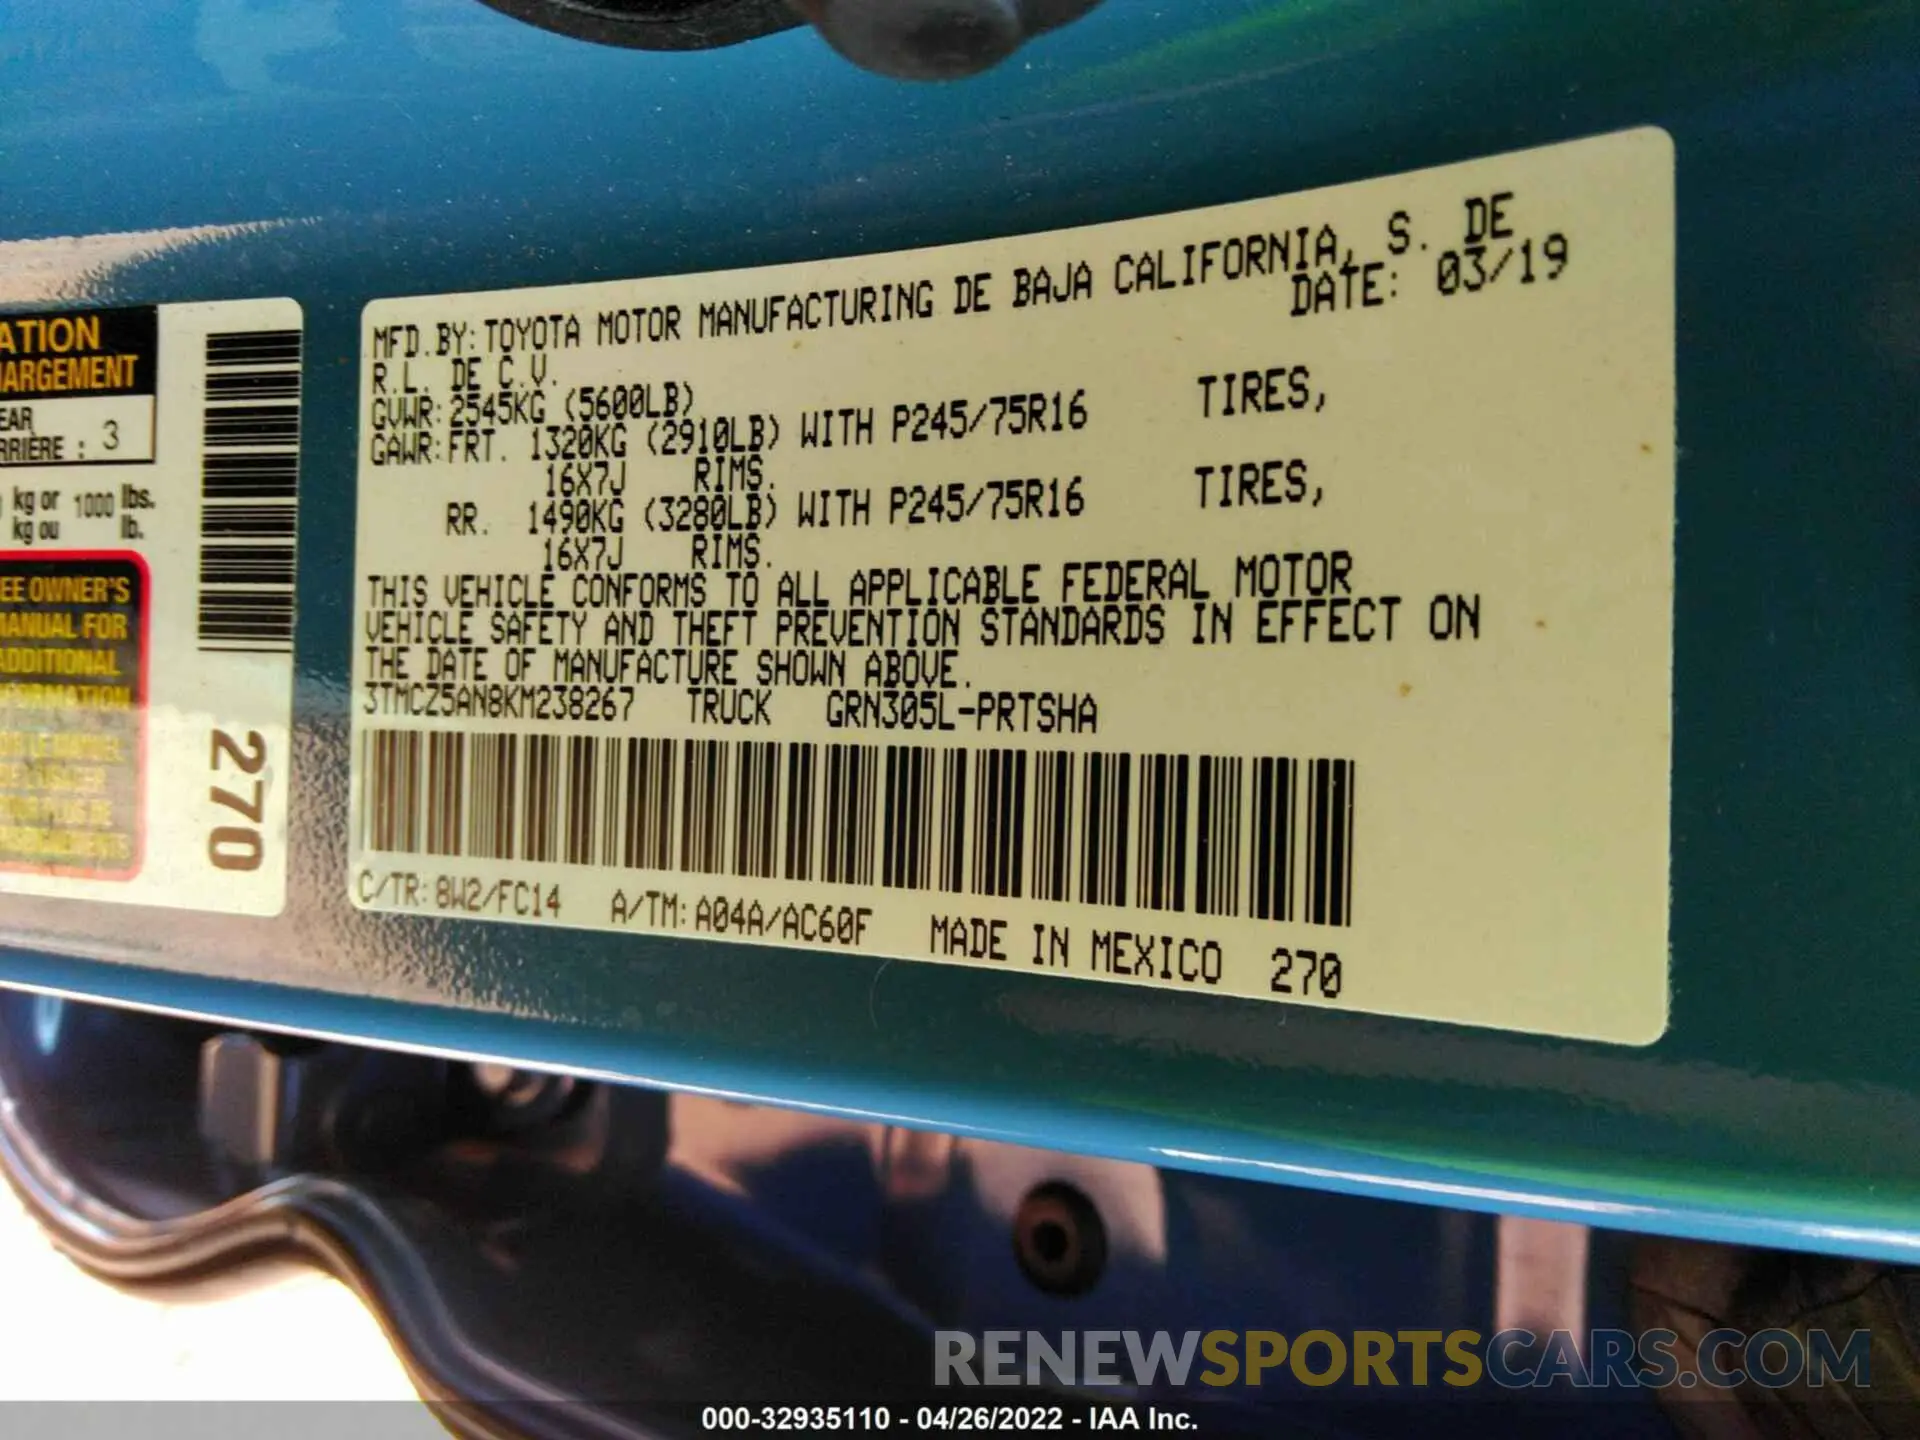 ATION
HARGEMENT
EAR
RRIÈRE : 3
kg or 1000 lbs.
kg ou lb.
EE OWNER'S
MANUAL FOR
ADDITIONAL
NFORMATION
270
MFD. BY: TOYOTA MOTOR MANUFACTURING DE BAJA CALIFORNIA, S. DE
R.L. DE C.V. DATE: 03/19
GVWR: 2545KG (5600LB)
GAWR: FRT. 1320KG (2910LB) WITH P245/75R16 TIRES,
16X7J RIMS.
RR. 1490KG (3280LB) WITH P245/75R16 TIRES,
16X7J RIMS.
THIS VEHICLE CONFORMS TO ALL APPLICABLE FEDERAL MOTOR
VEHICLE SAFETY AND THEFT PREVENTION STANDARDS IN EFFECT ON
THE DATE OF MANUFACTURE SHOWN ABOVE.
3TMCZ5AN8KM238267 TRUCK GRN305L-PRTSHA
C/TR: 8W2/FC14 A/TM: A04A/AC60F MADE IN MEXICO 270
RENEWSPORTSCARS.COM
000-32935110 - 04/26/2022 - IAA Inc.